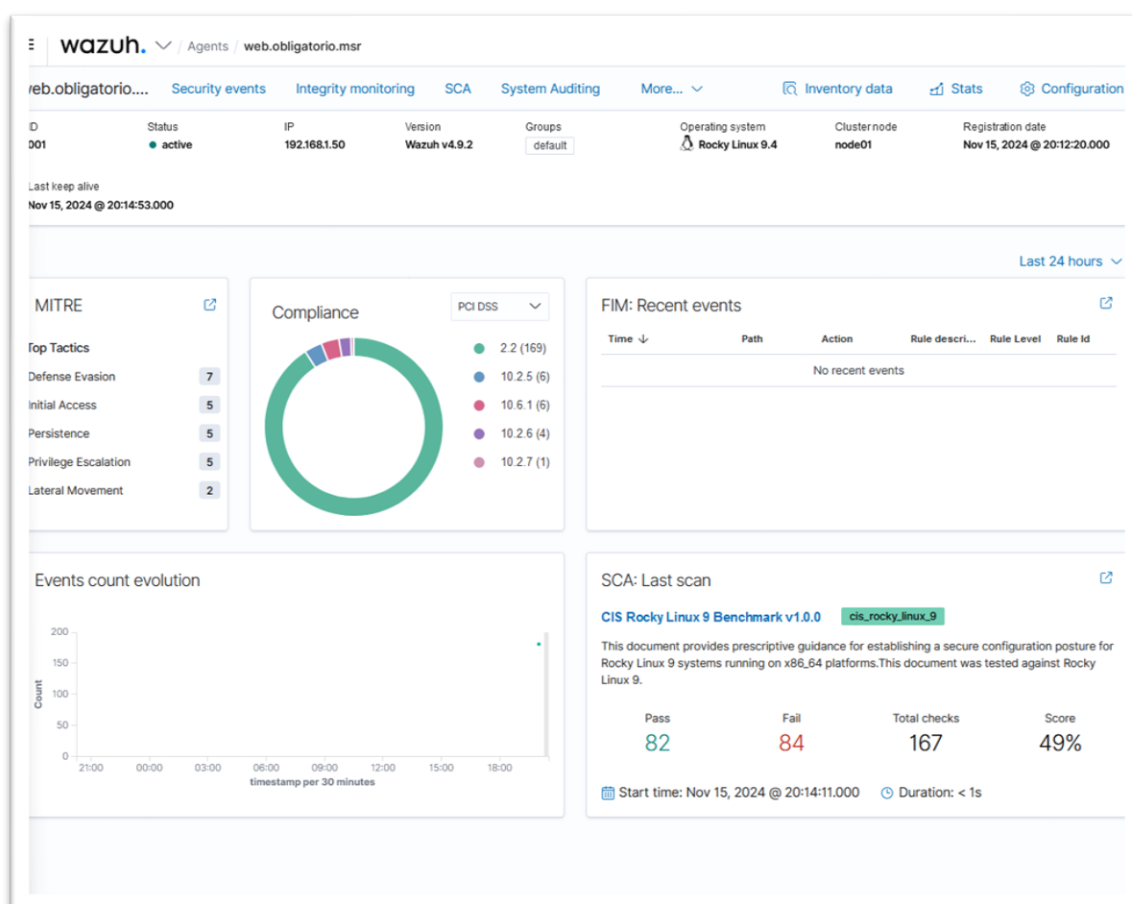 wazuh. / Agents / web.obligatorio.msr
web.obligatorio.... Security events Integrity monitoring SCA System Auditing More... Inventory data Stats Configuration
ID Status IP Version Groups Operating system Cluster node Registration date
001 active 192.168.1.50 Wazuh v4.9.2 default Rocky Linux 9.4 node01 Nov 15, 2024 @ 20:12:20.000
Last keep alive
Nov 15, 2024 @ 20:14:53.000
Last 24 hours
MITRE
Top Tactics
Defense Evasion 7
Initial Access 5
Persistence 5
Privilege Escalation 5
Lateral Movement 2
Compliance PCI DSS
2.2 (169)
10.2.5 (6)
10.6.1 (6)
10.2.6 (4)
10.2.7 (1)
FIM: Recent events
Time Path Action Rule descri... Rule Level Rule Id
No recent events
Events count evolution
200
150
100
50
0
Count
21:00 00:00 03:00 06:00 09:00 12:00 15:00 18:00
timestamp per 30 minutes
SCA: Last scan
CIS Rocky Linux 9 Benchmark v1.0.0 cis_rocky_linux_9
This document provides prescriptive guidance for establishing a secure configuration posture for
Rocky Linux 9 systems running on x86_64 platforms.This document was tested against Rocky
Linux 9.
Pass Fail Total checks Score
82 84 167 49%
Start time: Nov 15, 2024 @ 20:14:11.000 Duration: < 1s